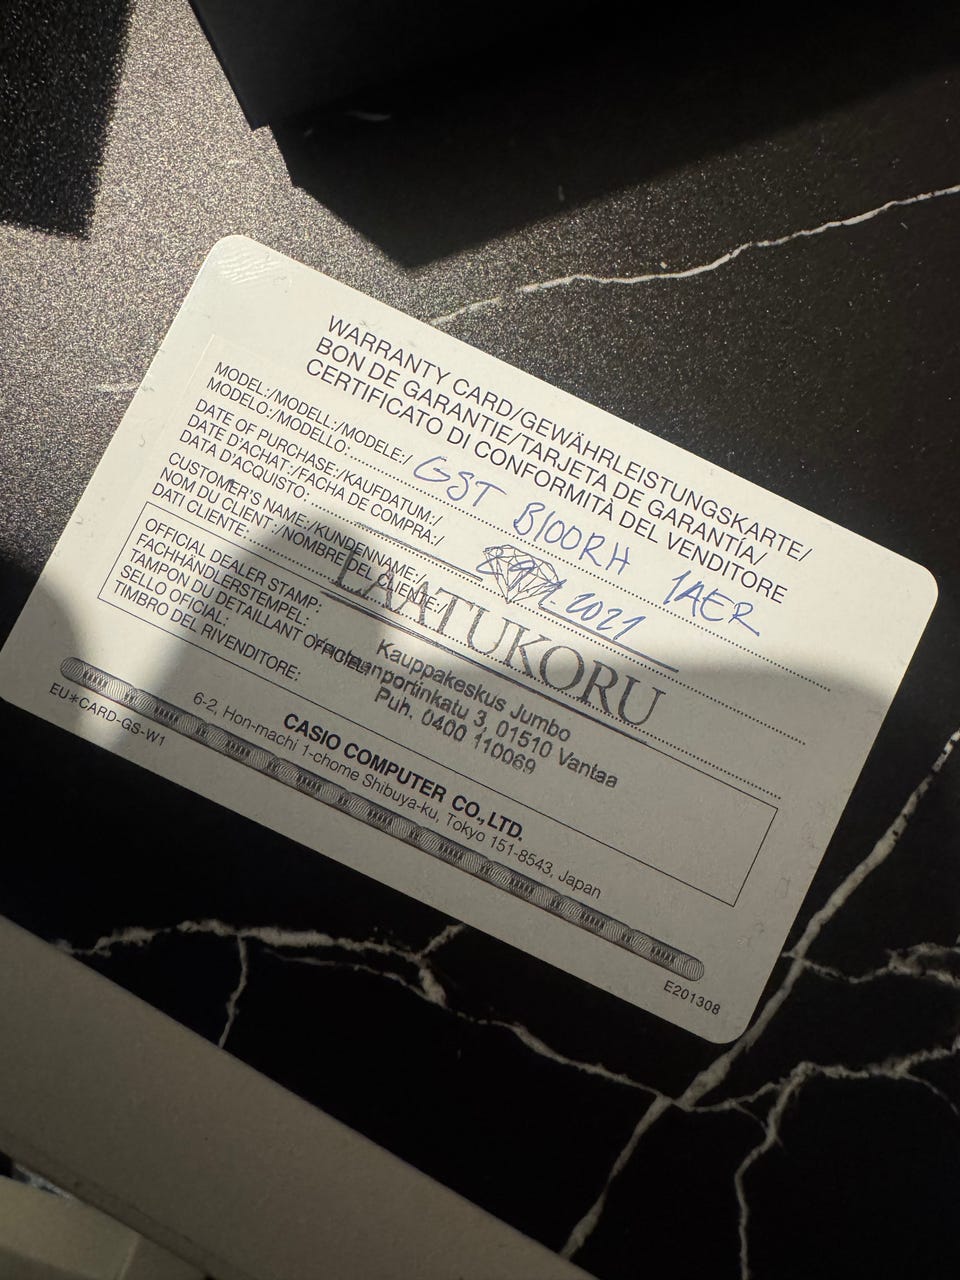 WARRANTY CARD/GEWÄHRLEISTUNGSKARTE/
BON DE GARANTIE/TARJETA DE GARANTÍA/
CERTIFICATO DI CONFORMITÀ DEL VENDITORE
MODEL:/MODELL:/MODELE:/
MODELO:/MODELLO: GST B100RH 1AER
DATE OF PURCHASE:/KAUFDATUM:/
DATE D'ACHAT:/FACHA DE COMPRA:/
DATA D'ACQUISTO: 2021
CUSTOMER'S NAME:/KUNDENNAME:/
NOM DU CLIENT:/NOMBRE DEL CLIENTE:/
DATI CLIENTE:
OFFICIAL DEALER STAMP:
FACHHÄNDLERSTEMPEL:
TAMPON DU DETAILLANT OFFICIEL:
SELLO OFICIAL:
TIMBRO DEL RIVENDITORE:
LAATUKORU
Kauppakeskus Jumbo
Vantaanportinkatu 3, 01510 Vantaa
Puh. 0400 110069
CASIO COMPUTER CO.,LTD.
6-2, Hon-machi 1-chome Shibuya-ku, Tokyo 151-8543, Japan
EU*CARD-GS-W1
E201308